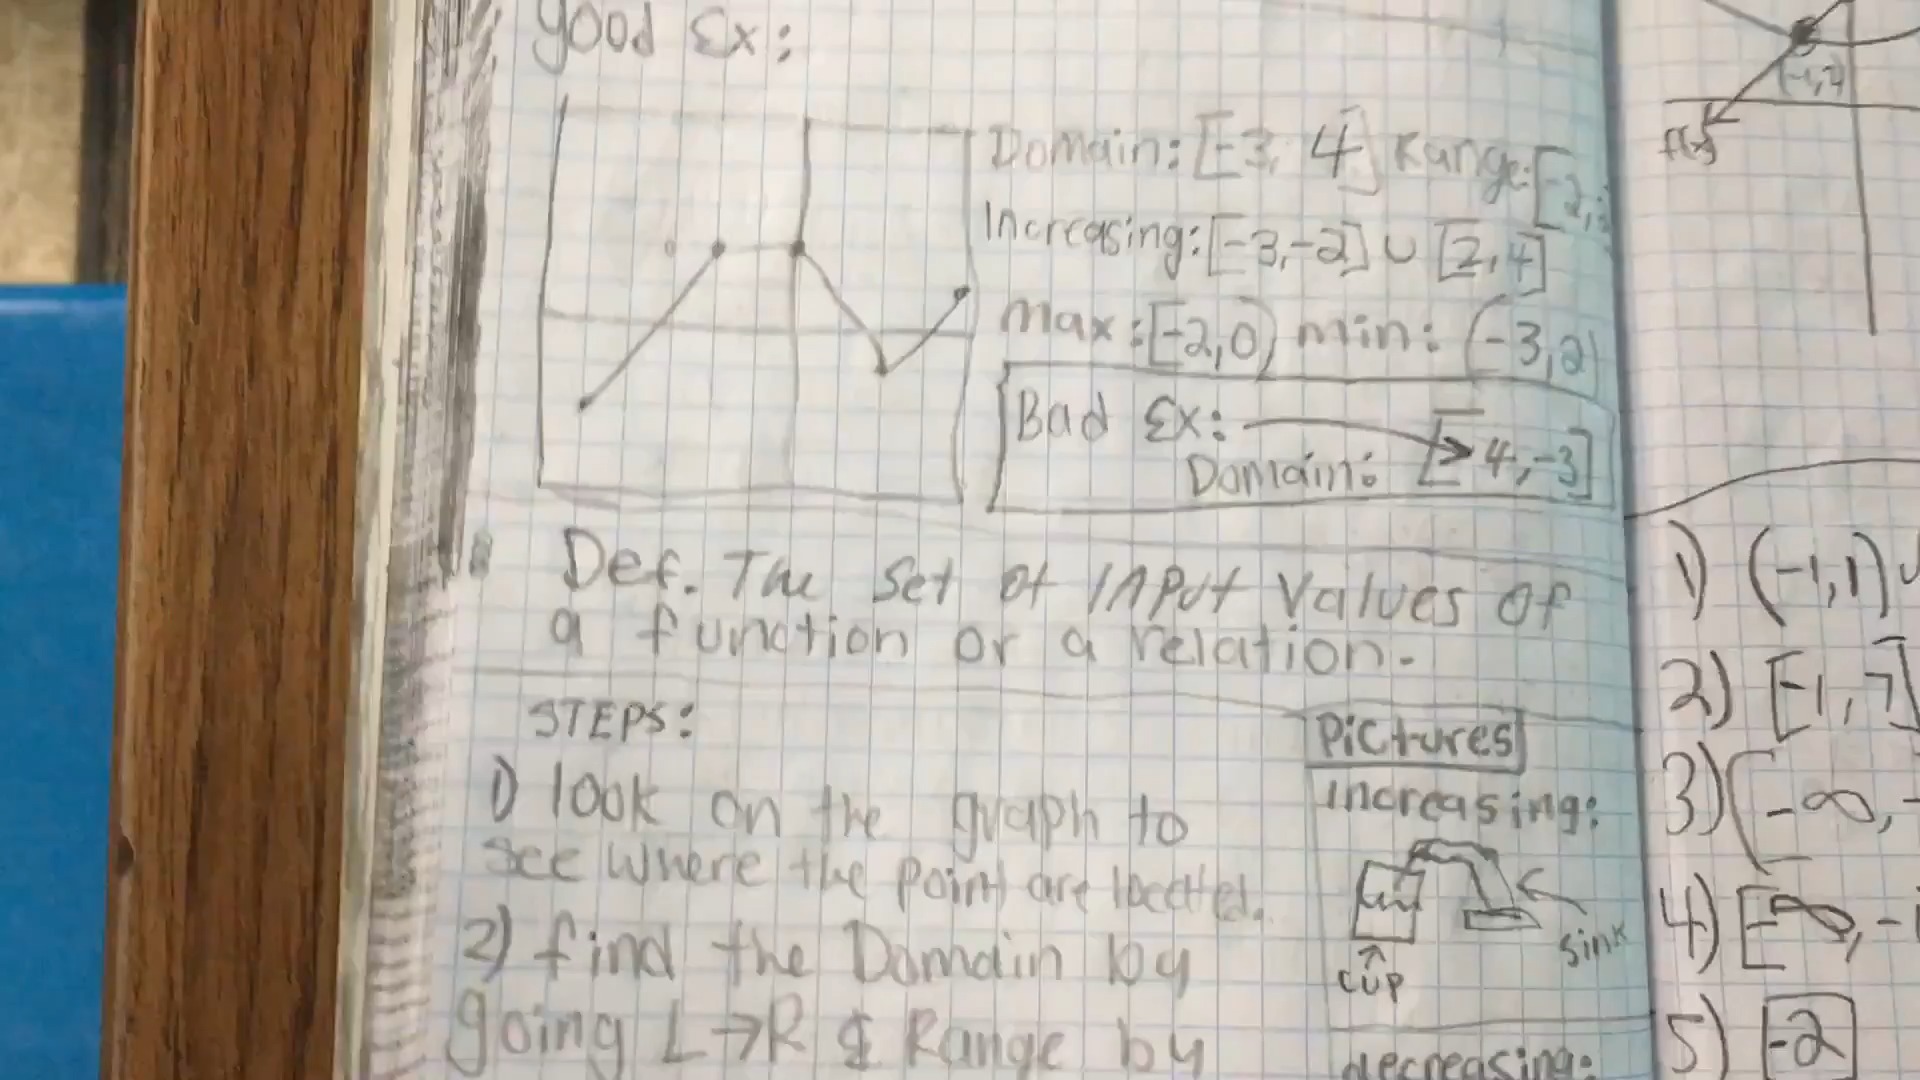 good Ex:
Domain: [-3, 4] Range: [-2,
Increasing: [-3,-2] ∪ [2,4]
max: [-2,0) min: (-3,2)
Bad Ex:
Domain: [4,-3]
Def. The Set of Input Values of
a function or a relation.
STEPS:
1) look on the graph to
see where the point are located.
2) find the Domain by
going L→R & Range by
Pictures
Increasing:
sink
cup
decreasing:
(-1,7
f(x)
1) (-1,1) ∪
2) [-1,7]
3) (-∞, -
4) [-∞, -1
5) -2